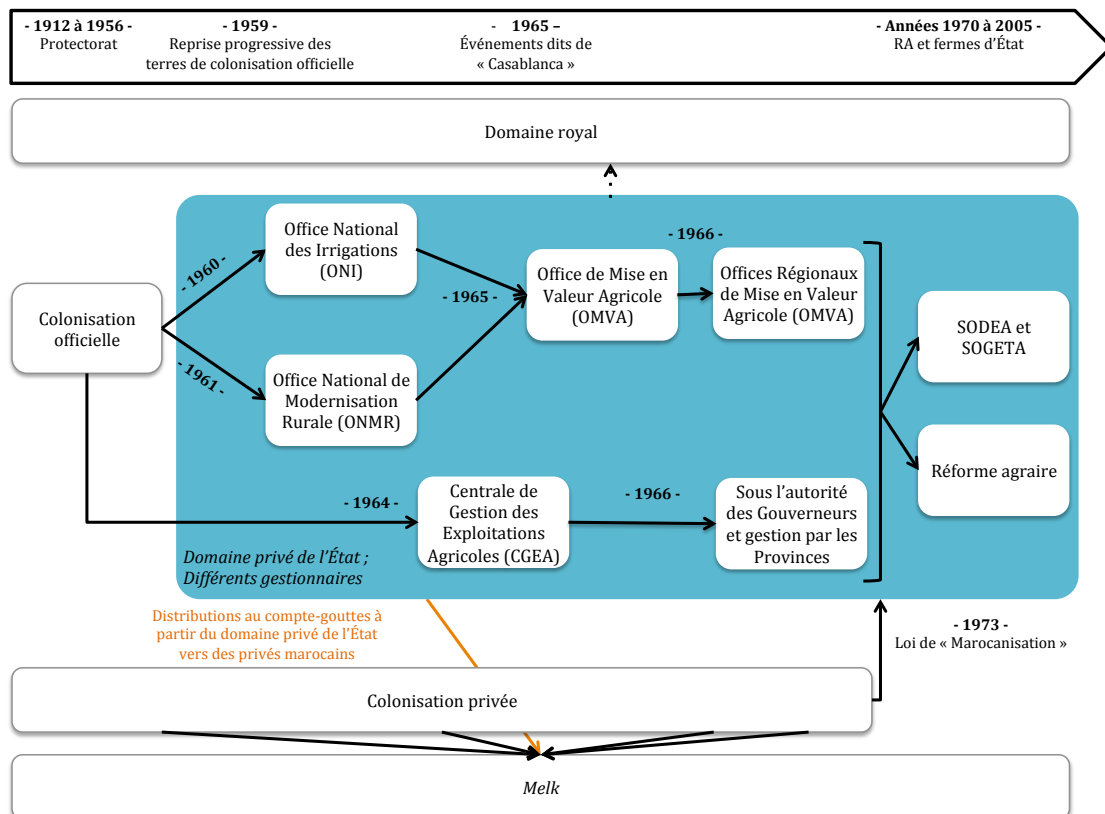 - 1912 à 1956 -
Protectorat
- 1959 -
Reprise progressive des
terres de colonisation officielle
- 1965 –
Événements dits de
« Casablanca »
- Années 1970 à 2005 -
RA et fermes d’État
Domaine royal
Colonisation
officielle
- 1960 -
- 1961 -
Office National
des Irrigations
(ONI)
Office National de
Modernisation
Rurale (ONMR)
- 1965 -
Office de Mise en
Valeur Agricole
(OMVA)
- 1966 -
Offices Régionaux
de Mise en Valeur
Agricole (OMVA)
SODEA et
SOGETA
Réforme agraire
- 1964 -
Centrale de
Gestion des
Exploitations
Agricoles (CGEA)
- 1966 -
Sous l’autorité
des Gouverneurs
et gestion par les
Provinces
Domaine privé de l’État ;
Différents gestionnaires
Distributions au compte-gouttes à
partir du domaine privé de l’État
vers des privés marocains
- 1973 -
Loi de « Marocanisation »
Colonisation privée
Melk